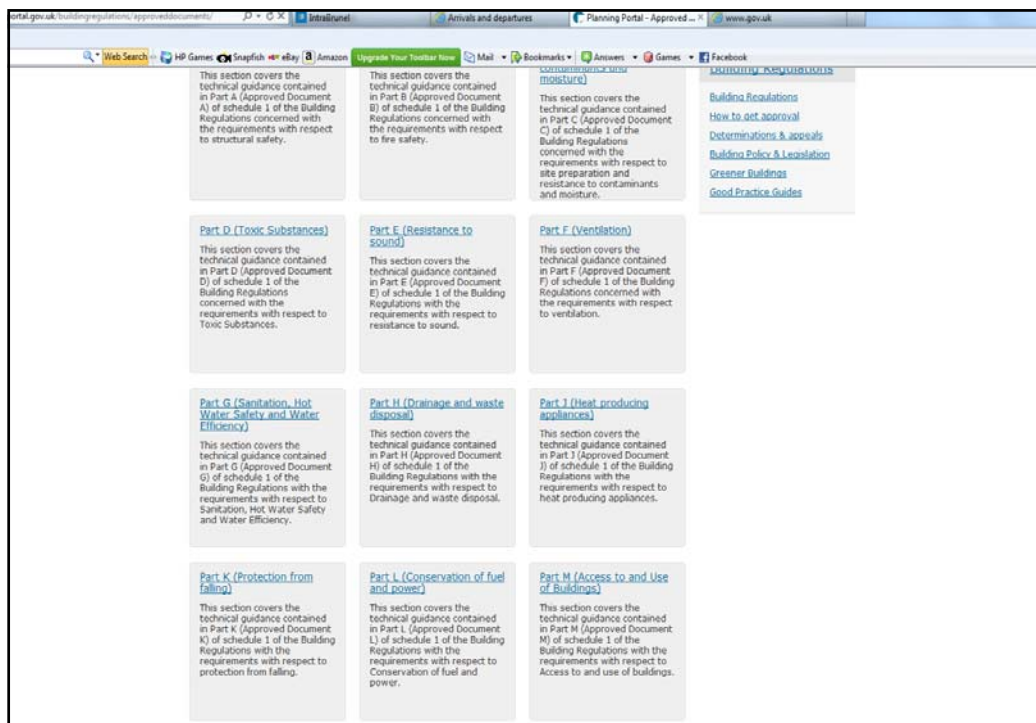 ortal.gov.uk/buildingregulations/approveddocuments/
IntraBrunel
Arrivals and departures
Planning Portal - Approved ...
www.gov.uk
Web Search
HP Games
Snapfish
eBay
Amazon
Upgrade Your Toolbar Now
Mail
Bookmarks
Answers
Games
Facebook
This section covers the
technical guidance contained
in Part A (Approved Document
A) of schedule 1 of the Building
Regulations concerned with
the requirements with respect
to structural safety.
This section covers the
technical guidance contained
in Part B (Approved Document
B) of schedule 1 of the Building
Regulations concerned with
the requirements with respect
to fire safety.
contaminants and
moisture)
This section covers the
technical guidance contained
in Part C (Approved Document
C) of schedule 1 of the
Building Regulations
concerned with the
requirements with respect to
site preparation and
resistance to contaminants
and moisture.
Building Regulations
Building Regulations
How to get approval
Determinations & appeals
Building Policy & Legislation
Greener Buildings
Good Practice Guides
Part D (Toxic Substances)
This section covers the
technical guidance contained
in Part D (Approved Document
D) of schedule 1 of the
Building Regulations
concerned with the
requirements with respect to
Toxic Substances.
Part E (Resistance to
sound)
This section covers the
technical guidance contained
in Part E (Approved Document
E) of schedule 1 of the Building
Regulations with the
requirements with respect to
resistance to sound.
Part F (Ventilation)
This section covers the
technical guidance contained
in Part F (Approved Document
F) of schedule 1 of the Building
Regulations concerned with
the requirements with respect
to ventilation.
Part G (Sanitation, Hot
Water Safety and Water
Efficiency)
This section covers the
technical guidance contained
in Part G (Approved Document
G) of schedule 1 of the
Building Regulations with the
requirements with respect to
Sanitation, Hot Water Safety
and Water Efficiency.
Part H (Drainage and waste
disposal)
This section covers the
technical guidance contained
in Part H (Approved Document
H) of schedule 1 of the
Building Regulations with the
requirements with respect to
Drainage and waste disposal.
Part J (Heat producing
appliances)
This section covers the
technical guidance contained
in Part J (Approved Document
J) of schedule 1 of the Building
Regulations with the
requirements with respect to
heat producing appliances.
Part K (Protection from
falling)
This section covers the
technical guidance contained
in Part K (Approved Document
K) of schedule 1 of the Building
Regulations with the
requirements with respect to
protection from falling.
Part L (Conservation of fuel
and power)
This section covers the
technical guidance contained
in Part L (Approved Document
L) of schedule 1 of the Building
Regulations with the
requirements with respect to
Conservation of fuel and
power.
Part M (Access to and Use
of Buildings)
This section covers the
technical guidance contained
in Part M (Approved Document
M) of schedule 1 of the
Building Regulations with the
requirements with respect to
Access to and use of buildings.